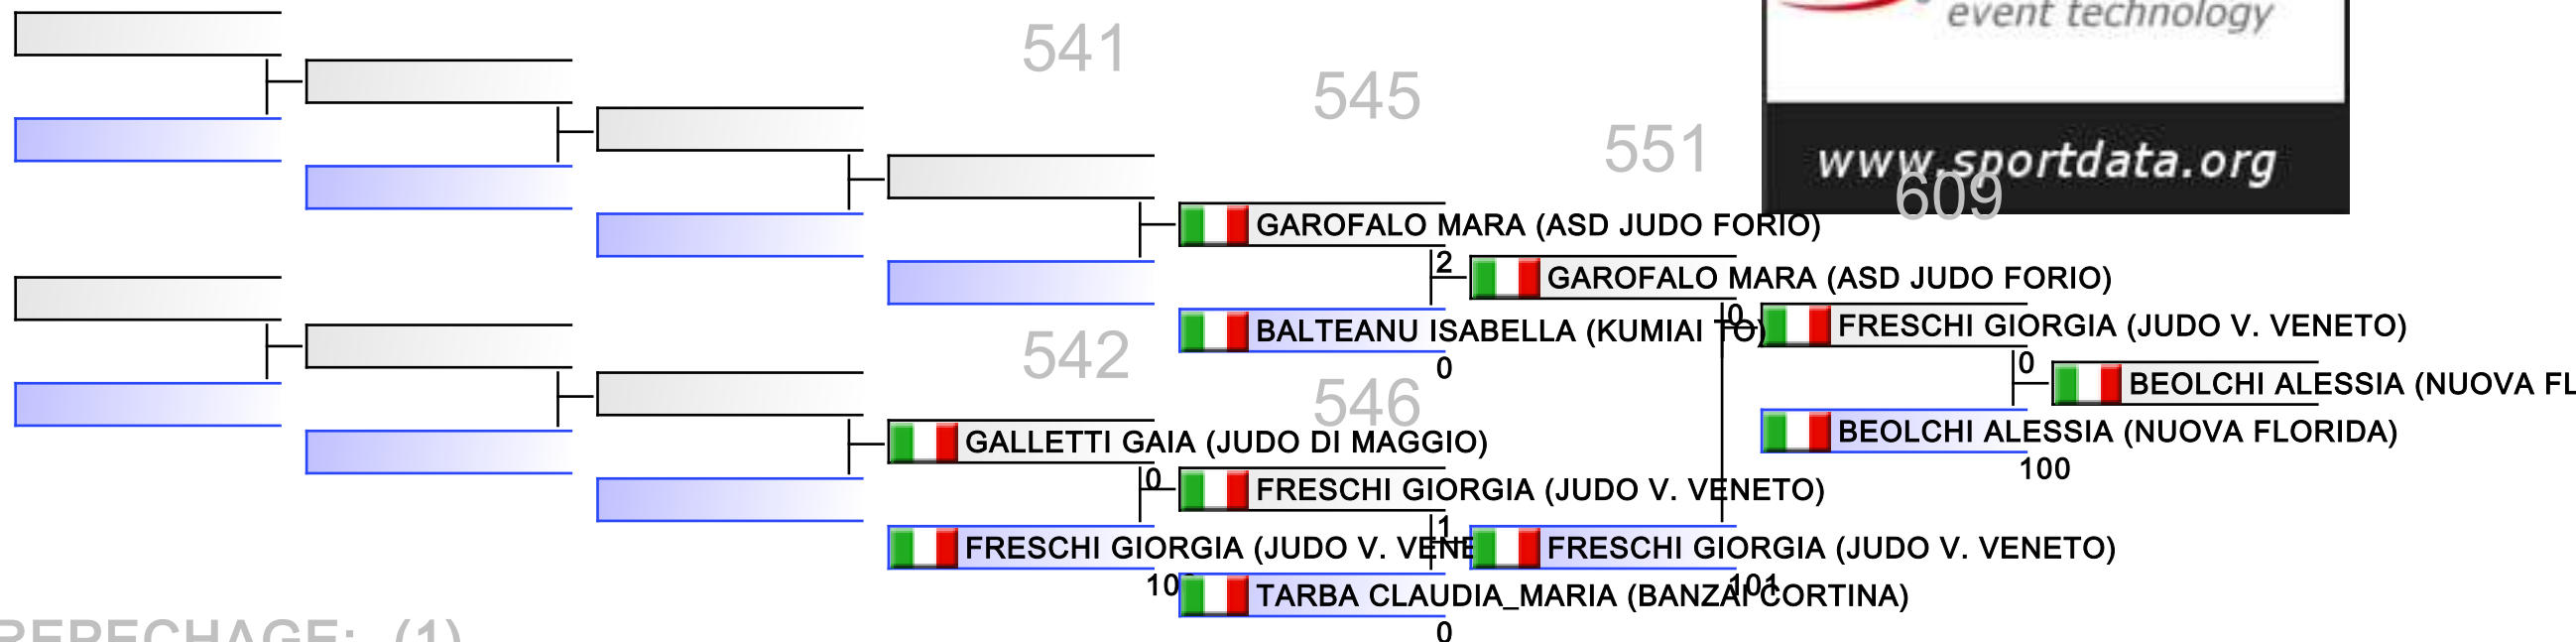 event technology
541
545
551
www.sportdata.org
609
GAROFALO MARA (ASD JUDO FORIO)
2
GAROFALO MARA (ASD JUDO FORIO)
0
BALTEANU ISABELLA (KUMIAI TO)
0
FRESCHI GIORGIA (JUDO V. VENETO)
0
BEOLCHI ALESSIA (NUOVA FL
BEOLCHI ALESSIA (NUOVA FLORIDA)
100
542
546
GALLETTI GAIA (JUDO DI MAGGIO)
0
FRESCHI GIORGIA (JUDO V. VENETO)
1
FRESCHI GIORGIA (JUDO V. VENE
10
FRESCHI GIORGIA (JUDO V. VENETO)
101
TARBA CLAUDIA_MARIA (BANZAI CORTINA)
0
REPECHAGE: (1)